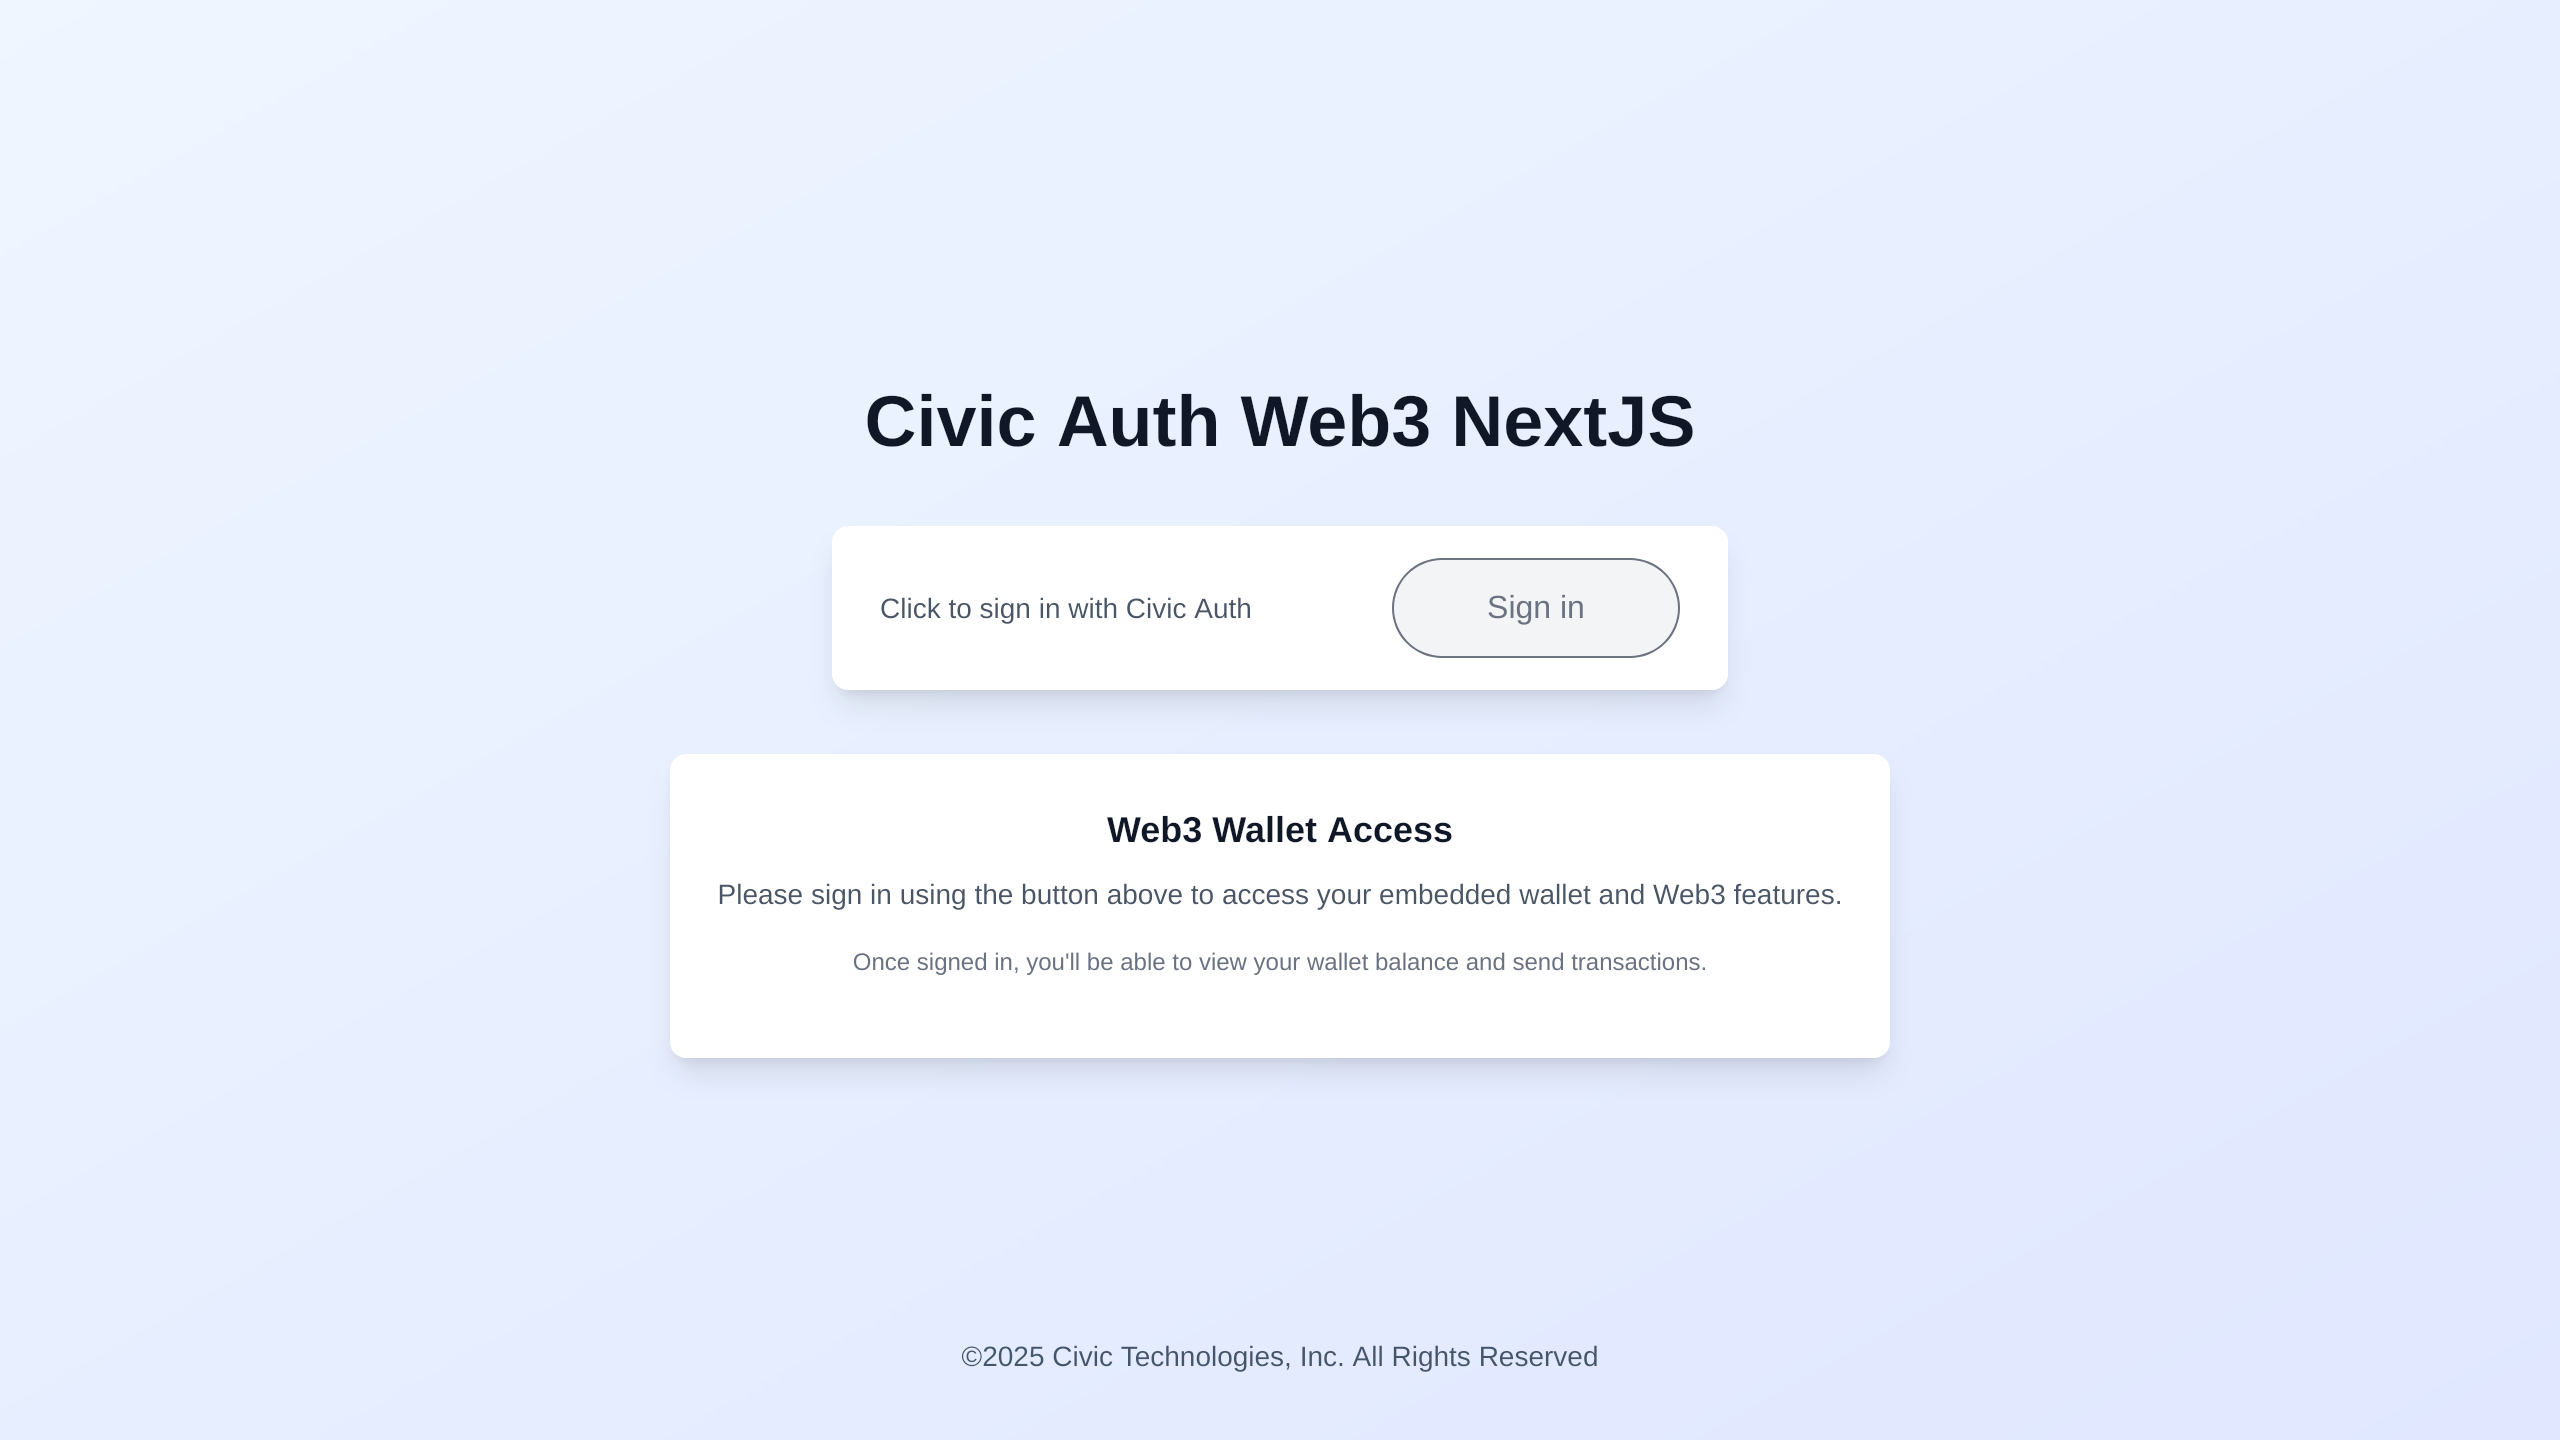 Civic Auth Web3 NextJS
Click to sign in with Civic Auth
Sign in
Web3 Wallet Access
Please sign in using the button above to access your embedded wallet and Web3 features.
Once signed in, you'll be able to view your wallet balance and send transactions.
©2025 Civic Technologies, Inc. All Rights Reserved